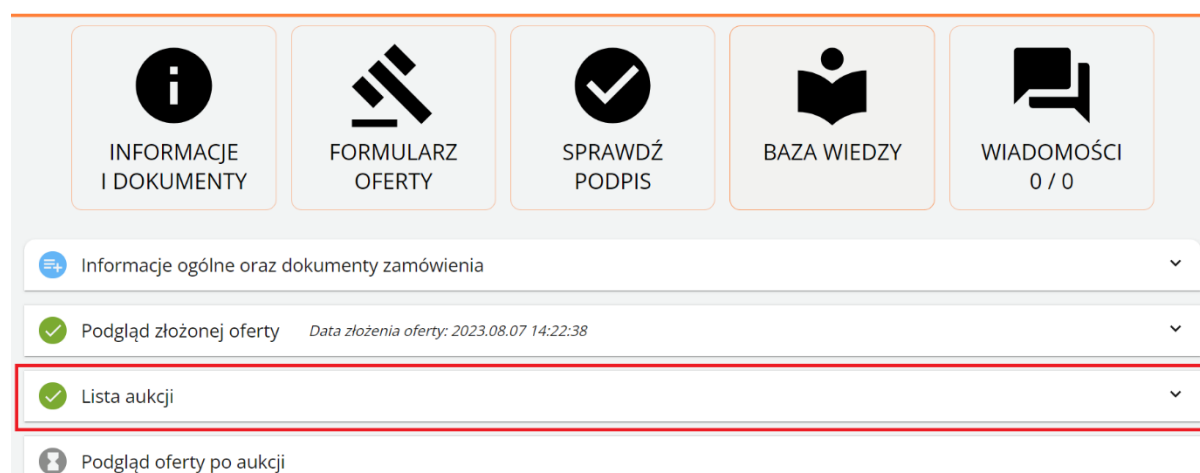 INFORMACJE
I DOKUMENTY
FORMULARZ
OFERTY
SPRAWDŹ
PODPIS
BAZA WIEDZY
WIADOMOŚCI
0 / 0
Informacje ogólne oraz dokumenty zamówienia
Podgląd złożonej oferty Data złożenia oferty: 2023.08.07 14:22:38
Lista aukcji
Podgląd oferty po aukcji